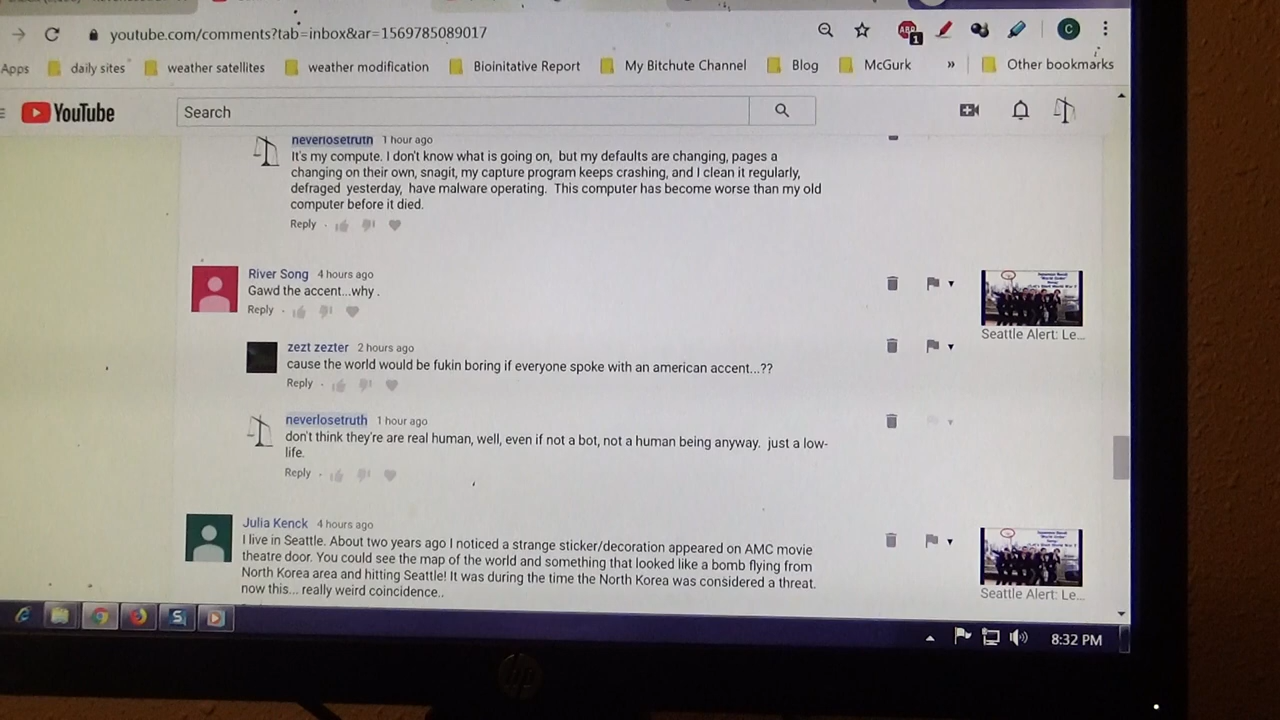 youtube.com/comments?tab=inbox&ar=1569785089017
ABP
1
C
Apps daily sites weather satellites weather modification Bioinitative Report My Bitchute Channel Blog McGurk » Other bookmarks
YouTube
Search
neverlosetruth 1 hour ago
It's my compute. I don't know what is going on, but my defaults are changing, pages a
changing on their own, snagit, my capture program keeps crashing, and I clean it regularly,
defraged yesterday, have malware operating. This computer has become worse than my old
computer before it died.
Reply
River Song 4 hours ago
Gawd the accent...why .
Reply
Seattle Alert: Le...
zezt zezter 2 hours ago
cause the world would be fukin boring if everyone spoke with an american accent...??
Reply
neverlosetruth 1 hour ago
don't think they're are real human, well, even if not a bot, not a human being anyway. just a low-
life.
Reply
Julia Kenck 4 hours ago
I live in Seattle. About two years ago I noticed a strange sticker/decoration appeared on AMC movie
theatre door. You could see the map of the world and something that looked like a bomb flying from
North Korea area and hitting Seattle! It was during the time the North Korea was considered a threat.
now this... really weird coincidence..
Seattle Alert: Le...
8:32 PM
hp